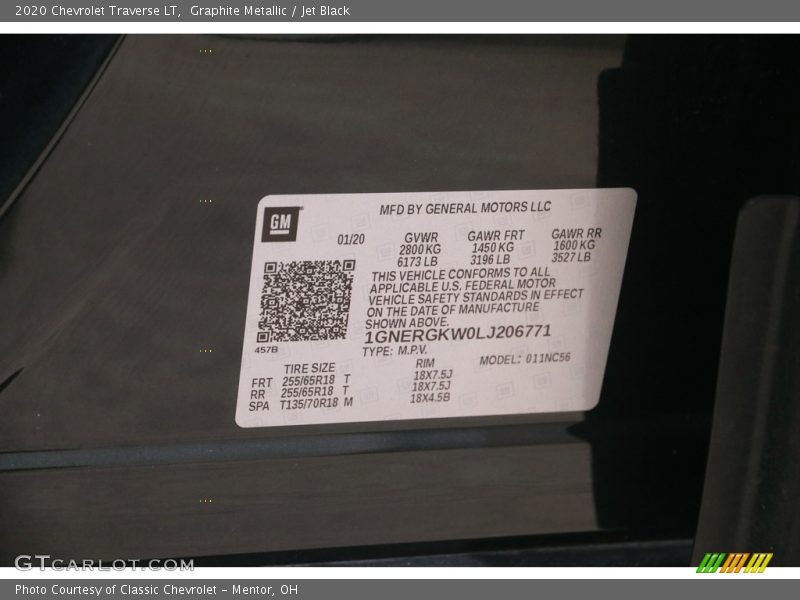 2020 Chevrolet Traverse LT,  Graphite Metallic / Jet Black
GM
MFD BY GENERAL MOTORS LLC
01/20 GVWR GAWR FRT GAWR RR
2800 KG 1450 KG 1600 KG
6173 LB 3196 LB 3527 LB
THIS VEHICLE CONFORMS TO ALL
APPLICABLE U.S. FEDERAL MOTOR
VEHICLE SAFETY STANDARDS IN EFFECT
ON THE DATE OF MANUFACTURE
SHOWN ABOVE.
1GNERGKW0LJ206771
457B
TYPE: M.P.V. MODEL: 011NC56
TIRE SIZE RIM
FRT 255/65R18 T 18X7.5J
RR 255/65R18 T 18X7.5J
SPA T135/70R18 M 18X4.5B
GTCARLOT.COM
Photo Courtesy of Classic Chevrolet - Mentor, OH